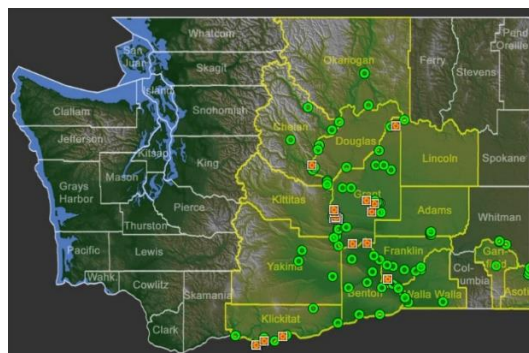 Whatcom
San
Juan
Skagit
Island
Okanogan
Ferry
Stevens
Pend
Oreille
Clallam
Snohomish
Chelan
Douglas
Jefferson
Kitsap
King
Lincoln
Spokane
Grays
Harbor
Mason
Kittitas
Grant
Pierce
Adams
Whitman
Thurston
Pacific
Lewis
Yakima
Franklin
Garfield
Wahk.
Cowlitz
Skamania
Benton
Walla Walla
Columbia
Asotin
Klickitat
Clark